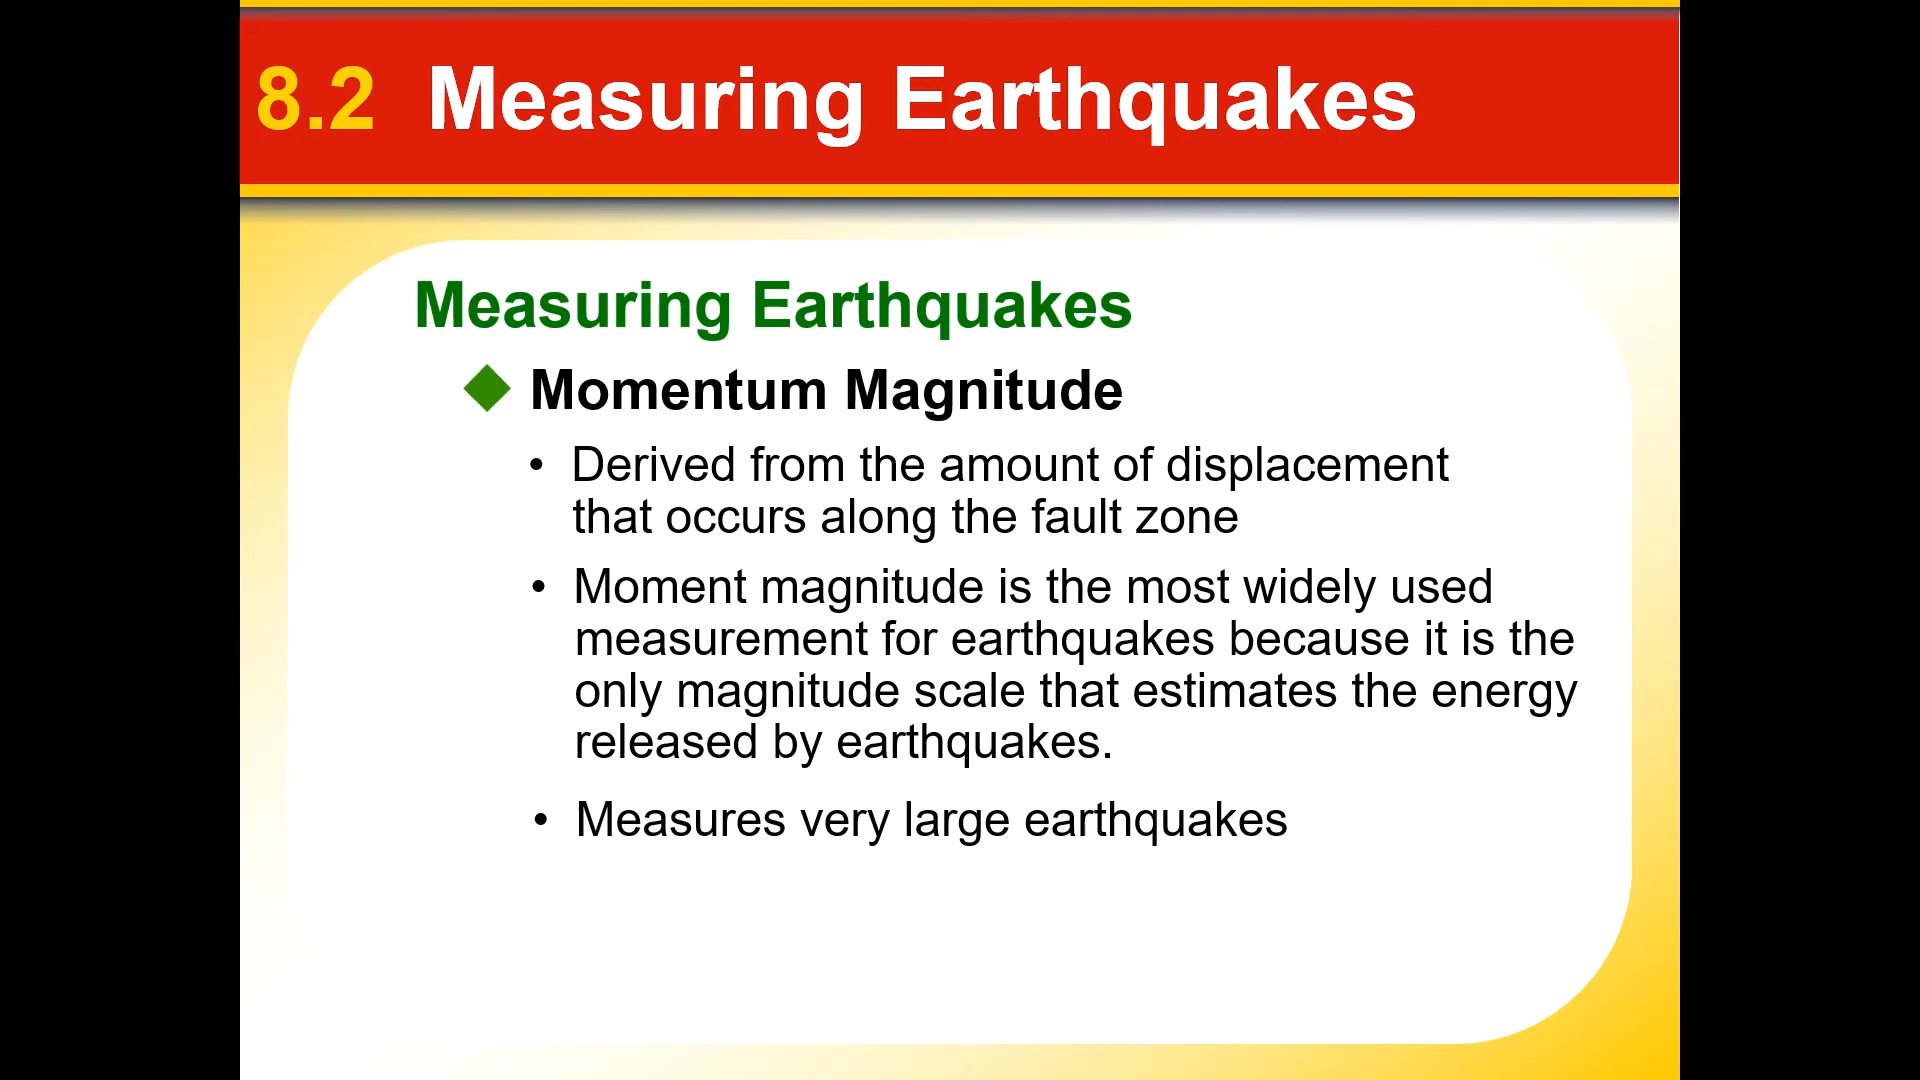 8.2 Measuring Earthquakes
Measuring Earthquakes
Momentum Magnitude
• Derived from the amount of displacement
that occurs along the fault zone
• Moment magnitude is the most widely used
measurement for earthquakes because it is the
only magnitude scale that estimates the energy
released by earthquakes.
• Measures very large earthquakes